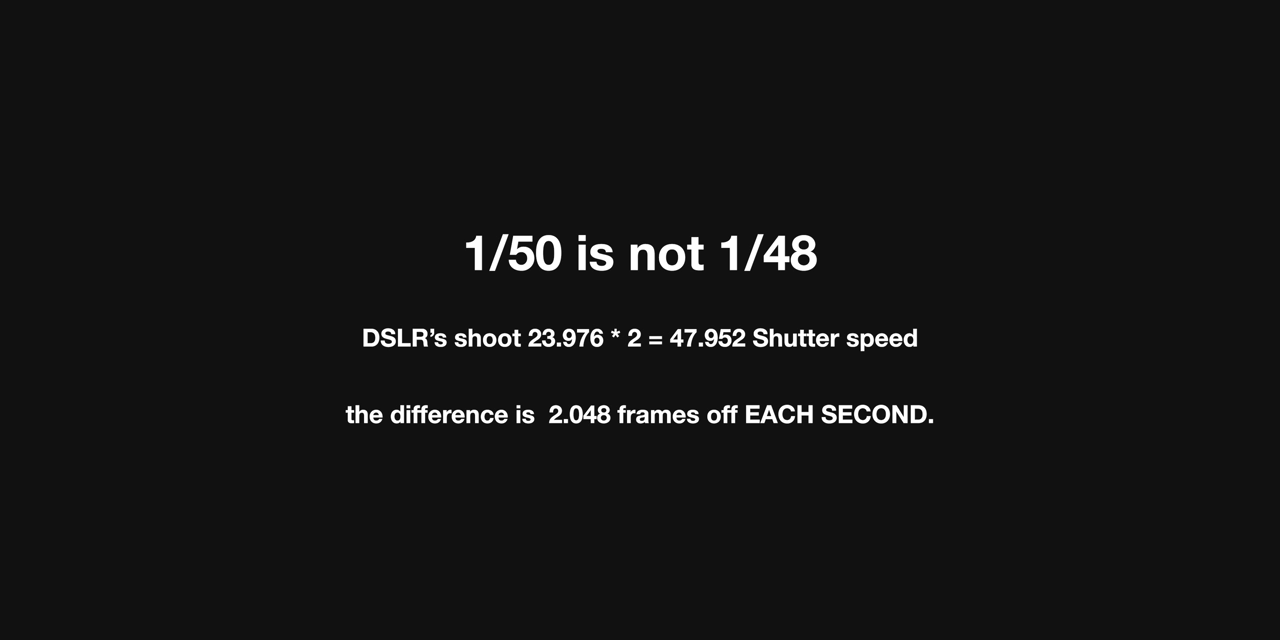 1/50 is not 1/48
DSLR’s shoot 23.976 * 2 = 47.952 Shutter speed
the difference is  2.048 frames off EACH SECOND.